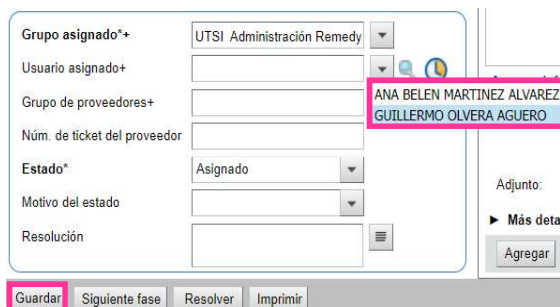 Grupo asignado*+ UTSI Administración Remedy
Usuario asignado+
ANA BELEN MARTINEZ ALVAREZ
GUILLERMO OLVERA AGUERO
Grupo de proveedores+
Núm. de ticket del proveedor
Estado* Asignado
Motivo del estado
Resolución
Adjunto:
Más deta
Agregar
Guardar Siguiente fase Resolver Imprimir